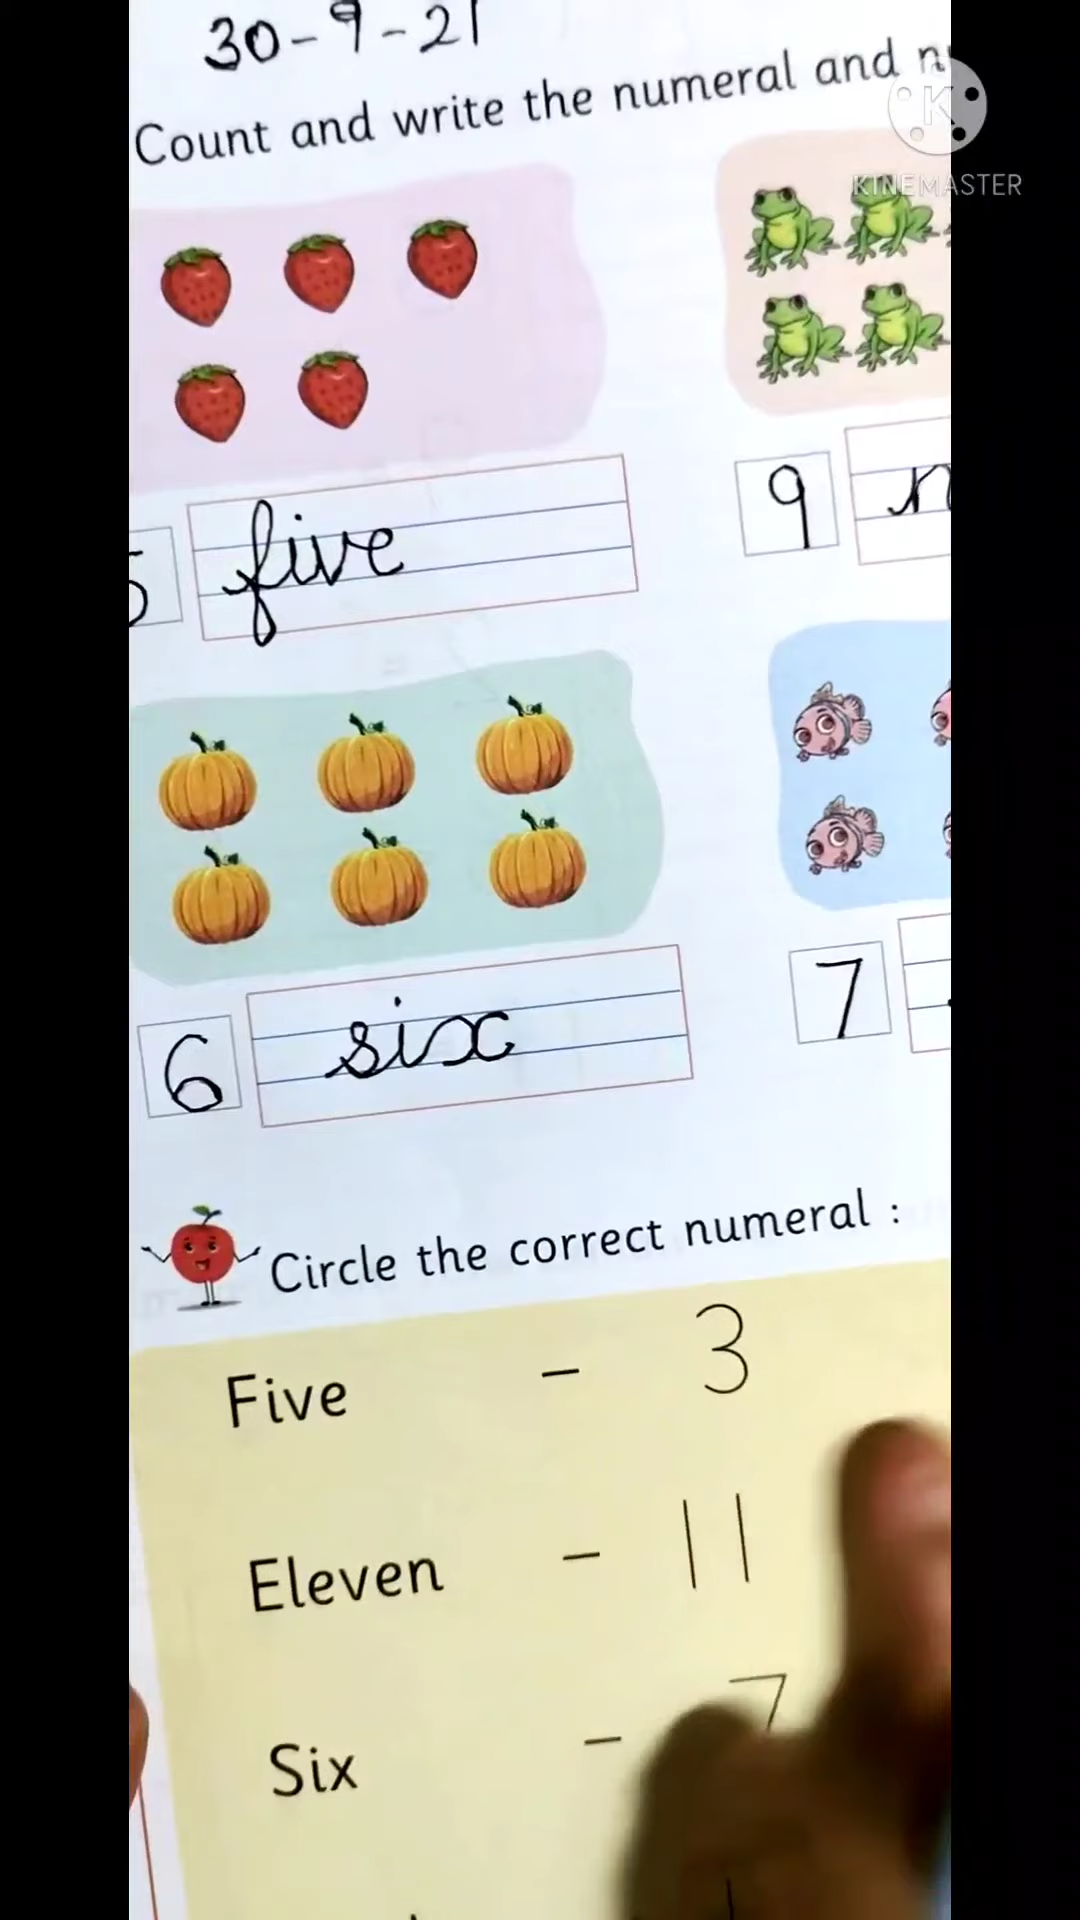 30-9-21
Count and write the numeral and
KINEMASTER
five
9
6
six
7
Circle the correct numeral :
Five - 3
Eleven - 11
Six - 7